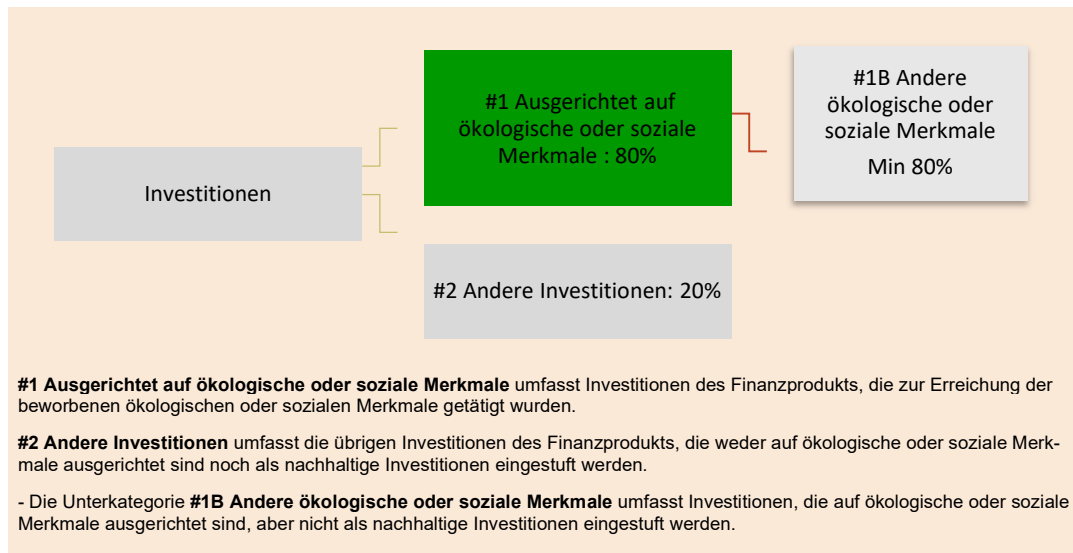 #1 Ausgerichtet auf
ökologische oder soziale
Merkmale : 80%
#1B Andere
ökologische oder
soziale Merkmale
Min 80%
Investitionen
#2 Andere Investitionen: 20%
#1 Ausgerichtet auf ökologische oder soziale Merkmale umfasst Investitionen des Finanzprodukts, die zur Erreichung der
beworbenen ökologischen oder sozialen Merkmale getätigt wurden.
#2 Andere Investitionen umfasst die übrigen Investitionen des Finanzprodukts, die weder auf ökologische oder soziale Merk-
male ausgerichtet sind noch als nachhaltige Investitionen eingestuft werden.
- Die Unterkategorie #1B Andere ökologische oder soziale Merkmale umfasst Investitionen, die auf ökologische oder soziale
Merkmale ausgerichtet sind, aber nicht als nachhaltige Investitionen eingestuft werden.